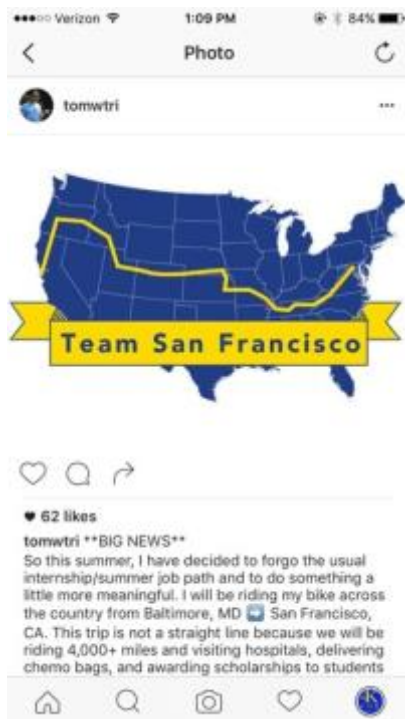 Verizon 1:09 PM 84%
Photo
tomwtri
Team San Francisco
62 likes
tomwtri **BIG NEWS**
So this summer, I have decided to forgo the usual
internship/summer job path and to do something a
little more meaningful. I will be riding my bike across
the country from Baltimore, MD ➡️ San Francisco,
CA. This trip is not a straight line because we will be
riding 4,000+ miles and visiting hospitals, delivering
chemo bags, and awarding scholarships to students